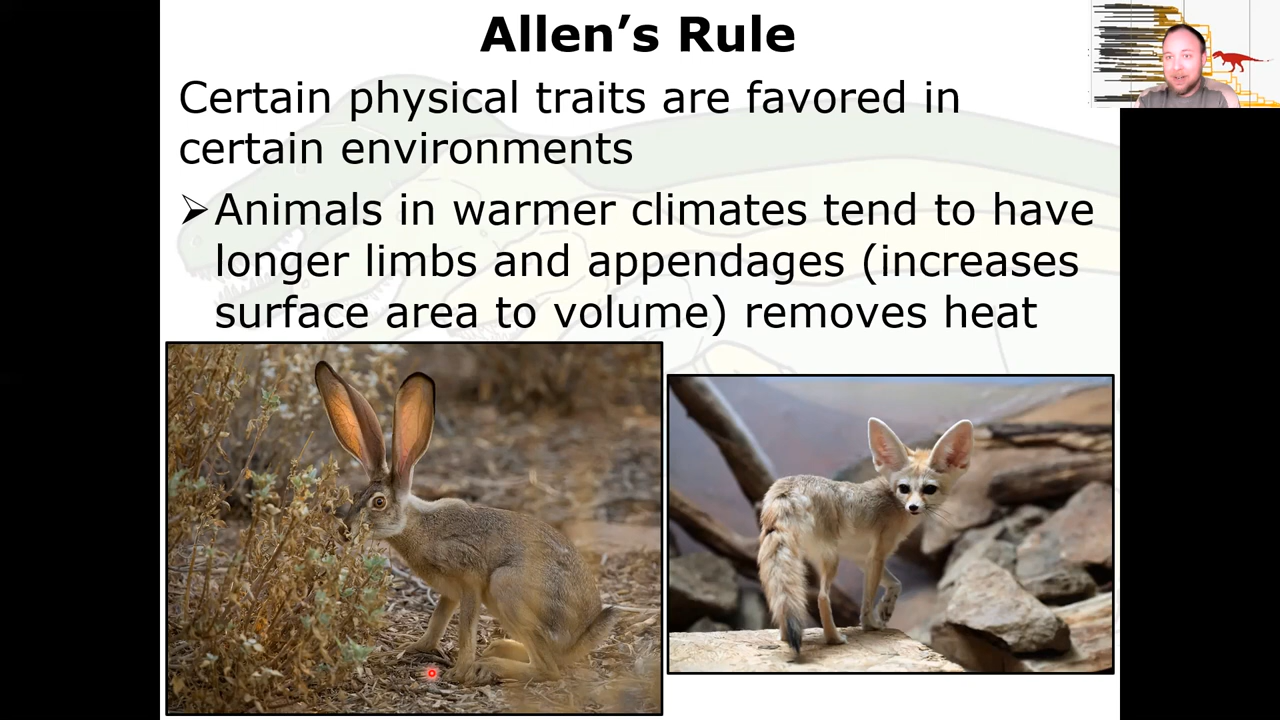 Allen’s Rule
Certain physical traits are favored in
certain environments
➢Animals in warmer climates tend to have
longer limbs and appendages (increases
surface area to volume) removes heat